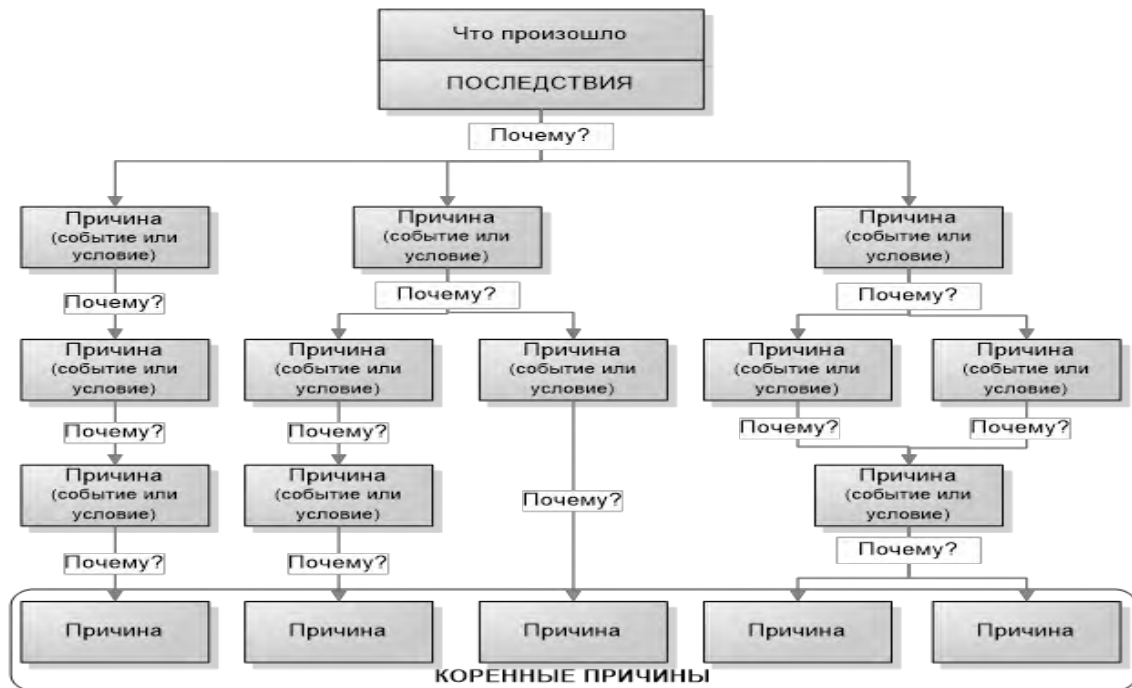 Что произошло
ПОСЛЕДСТВИЯ
Почему?
Причина
(событие или
условие)
Причина
(событие или
условие)
Причина
(событие или
условие)
Почему?
Почему?
Почему?
Причина
(событие или
условие)
Причина
(событие или
условие)
Причина
(событие или
условие)
Причина
(событие или
условие)
Причина
(событие или
условие)
Почему?
Почему?
Почему?
Почему?
Причина
(событие или
условие)
Причина
(событие или
условие)
Почему?
Причина
(событие или
условие)
Почему?
Почему?
Почему?
Причина
Причина
Причина
Причина
Причина
КОРЕННЫЕ ПРИЧИНЫ